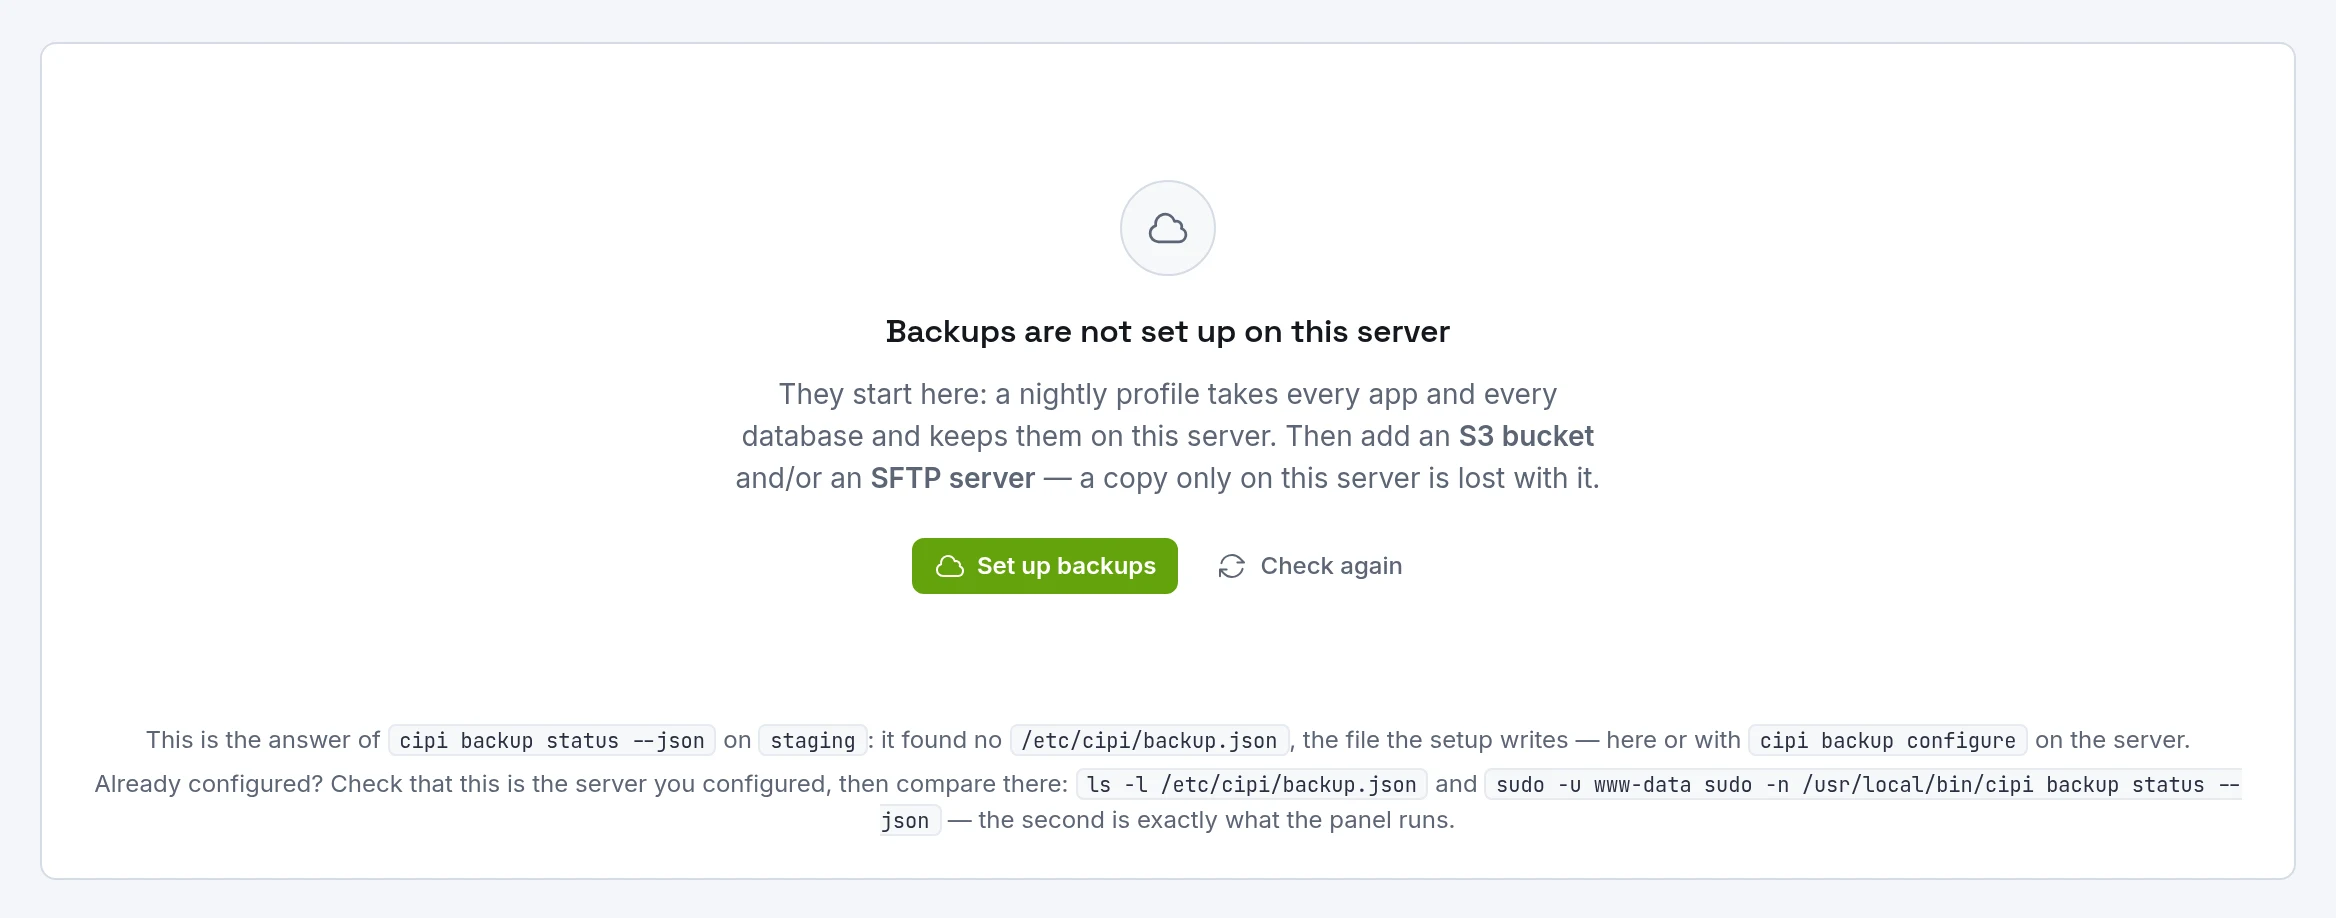 Backups are not set up on this server
They start here: a nightly profile takes every app and every
database and keeps them on this server. Then add an S3 bucket
and/or an SFTP server — a copy only on this server is lost with it.
Set up backups
Check again
This is the answer of cipi backup status --json on staging: it found no /etc/cipi/backup.json, the file the setup writes — here or with cipi backup configure on the server.
Already configured? Check that this is the server you configured, then compare there: ls -l /etc/cipi/backup.json and sudo -u www-data sudo -n /usr/local/bin/cipi backup status --
json — the second is exactly what the panel runs.